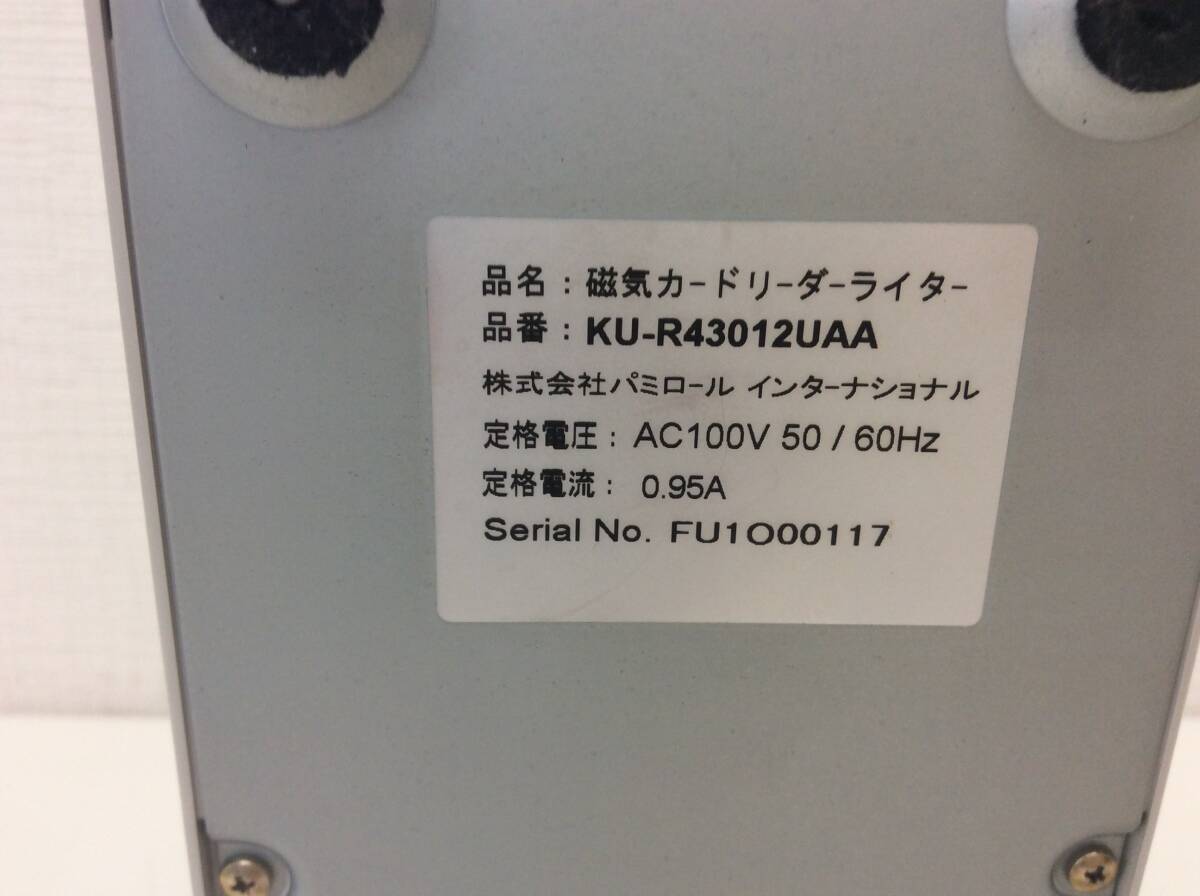 品名：磁気カードリーダーライター
品番：KU-R43012UAA
株式会社パミロール インターナショナル
定格電圧：AC100V 50 / 60Hz
定格電流： 0.95A
Serial No. FU1O00117